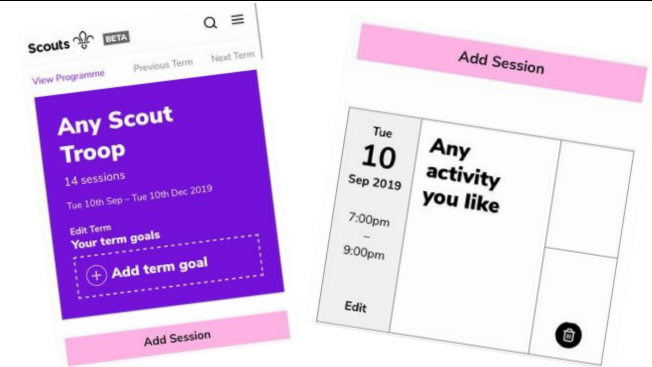 Scouts BETA
View Programme Previous Term Next Term
Any Scout
Troop
14 sessions
Tue 10th Sep – Tue 10th Dec 2019
Edit Term
Your term goals
Add term goal
Add Session
Add Session
Tue
10
Sep 2019
7:00pm
–
9:00pm
Edit
Any
activity
you like